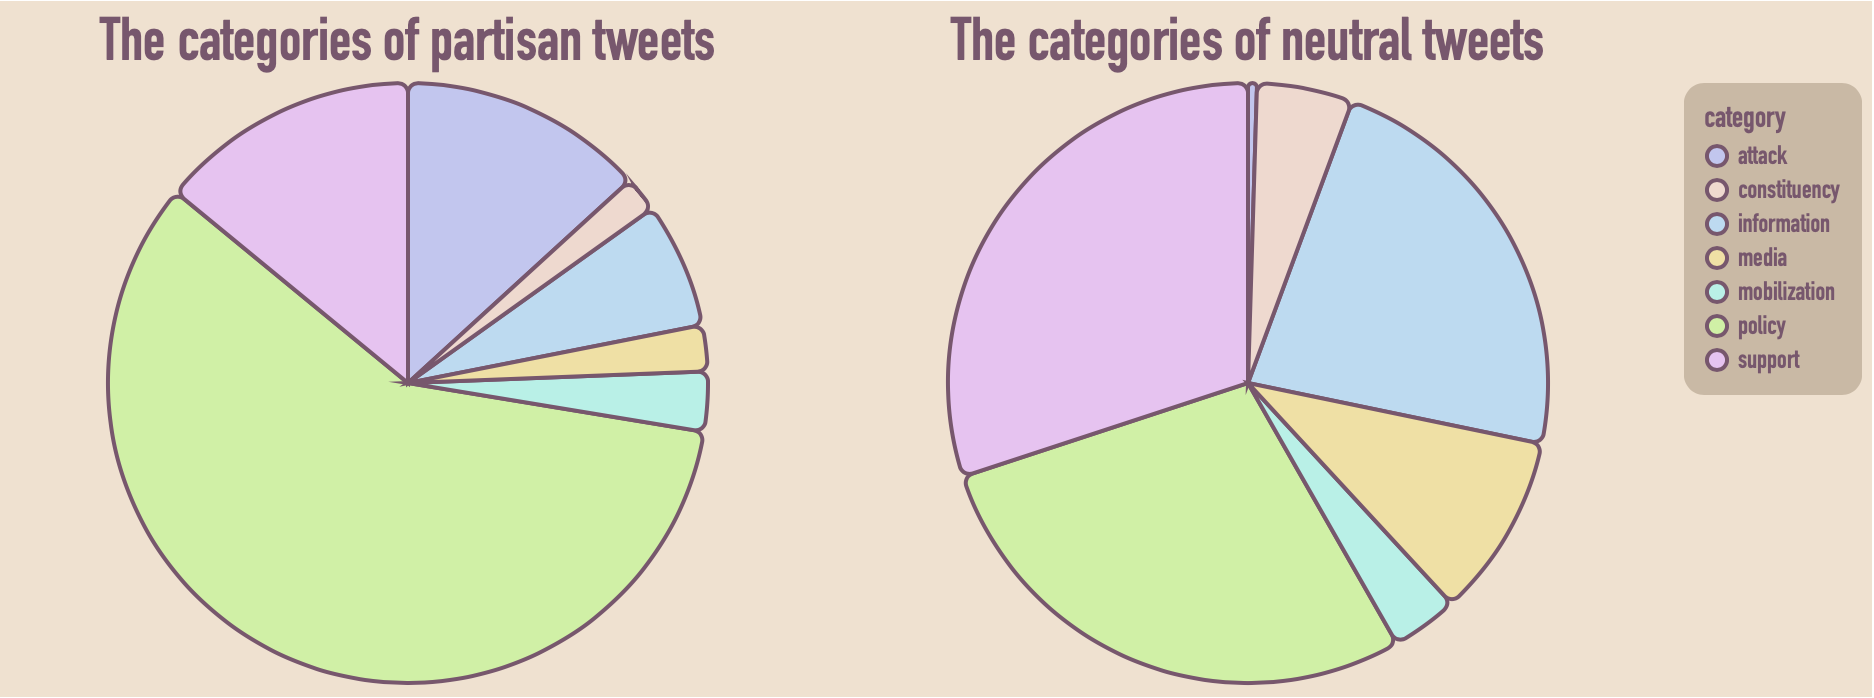 The categories of partisan tweets
The categories of neutral tweets
category
attack
constituency
information
media
mobilization
policy
support